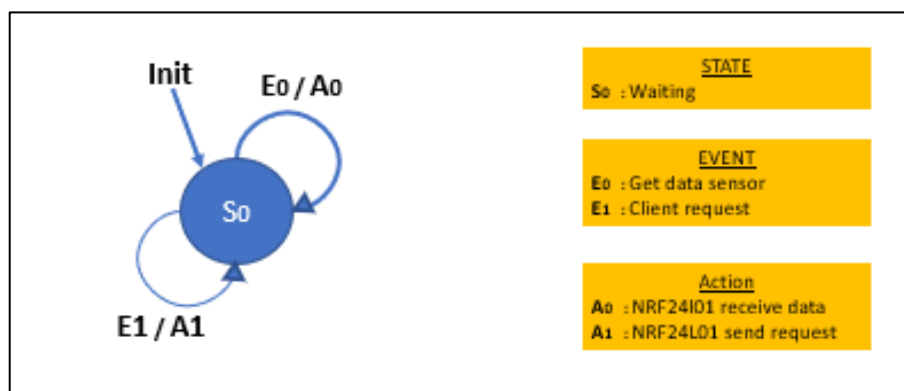 Init
E0 / A0
S0
E1 / A1
STATE
S0 : Waiting
EVENT
E0 : Get data sensor
E1 : Client request
Action
A0 : NRF24l01 receive data
A1 : NRF24L01 send request